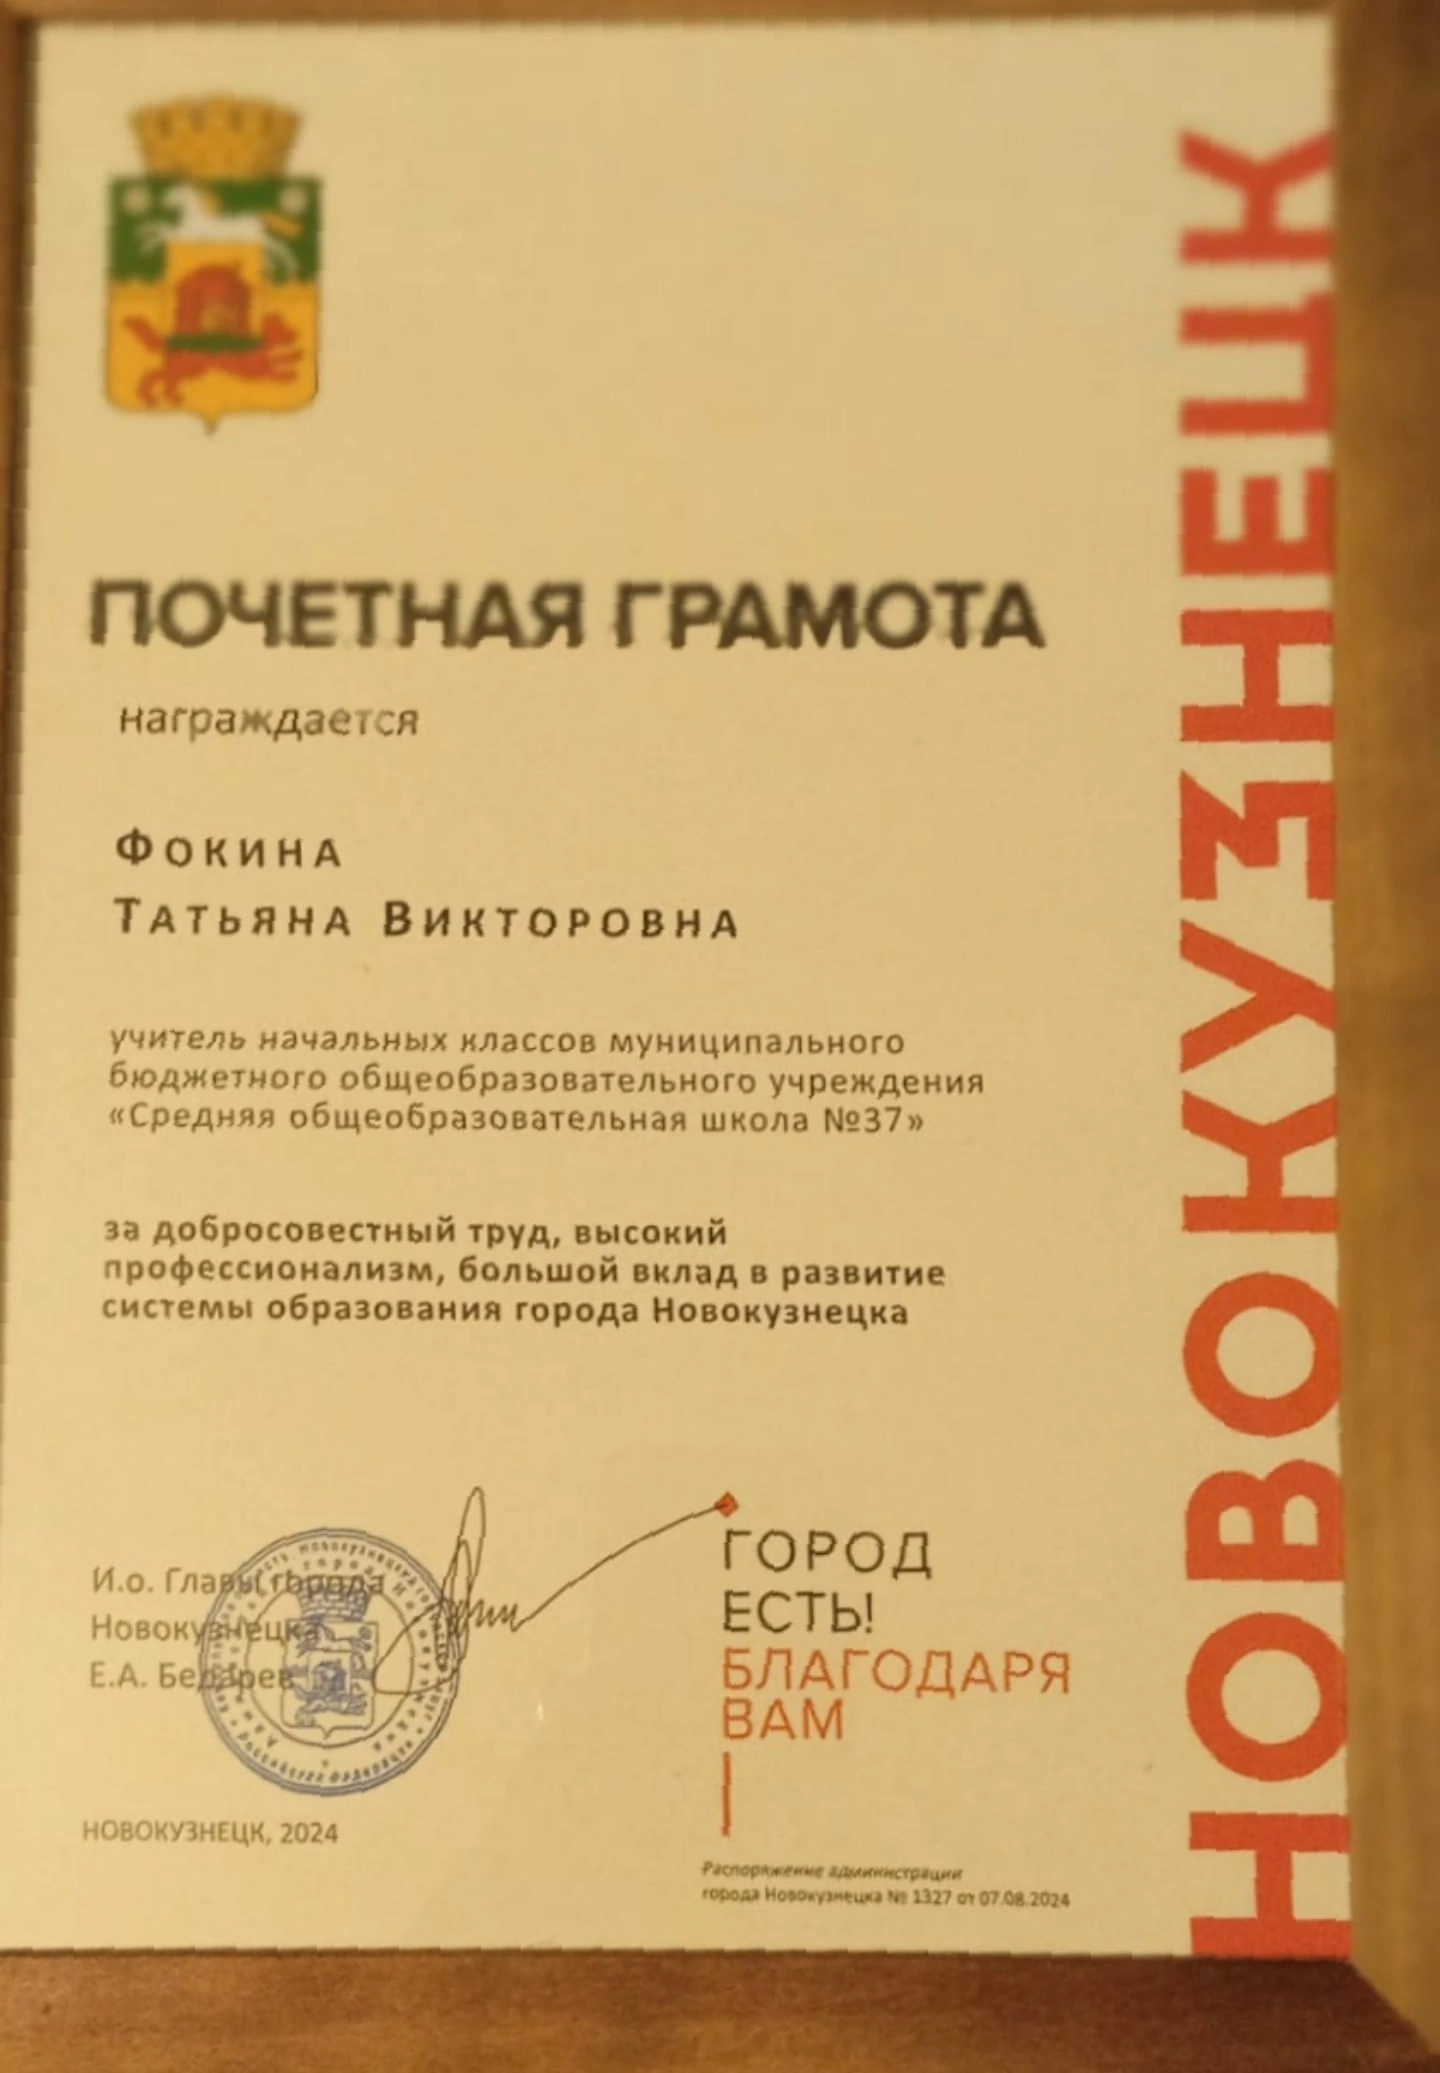 ПОЧЕТНАЯ ГРАМОТА
награждается
ФОКИНА
ТАТЬЯНА ВИКТОРОВНА
учитель начальных классов муниципального
бюджетного общеобразовательного учреждения
«Средняя общеобразовательная школа №37»
за добросовестный труд, высокий
профессионализм, большой вклад в развитие
системы образования города Новокузнецка
И.о. Главы города
Новокузнецка
Е.А. Бедарев
НОВОКУЗНЕЦК, 2024
ГОРОД
ЕСТЬ!
БЛАГОДАРЯ
ВАМ
Распоряжение администрации
города Новокузнецка № 1327 от 07.08.2024
НОВОКУЗНЕЦК